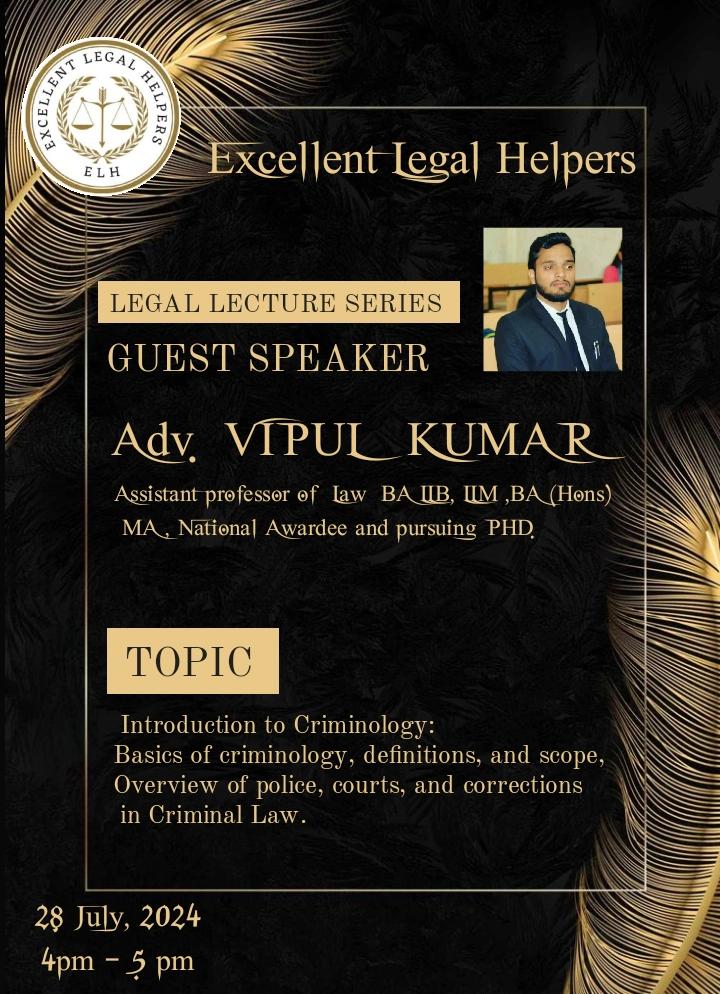 EXCELLENT LEGAL HELPERS
ELH
Excellent Legal Helpers
LEGAL LECTURE SERIES
GUEST SPEAKER
Adv. VIPUL KUMAR
Assistant professor of Law BA LLB, LLM ,BA (Hons)
MA , National Awardee and pursuing PHD.
TOPIC
Introduction to Criminology:
Basics of criminology, definitions, and scope,
Overview of police, courts, and corrections
in Criminal Law.
28 July, 2024
4pm - 5 pm